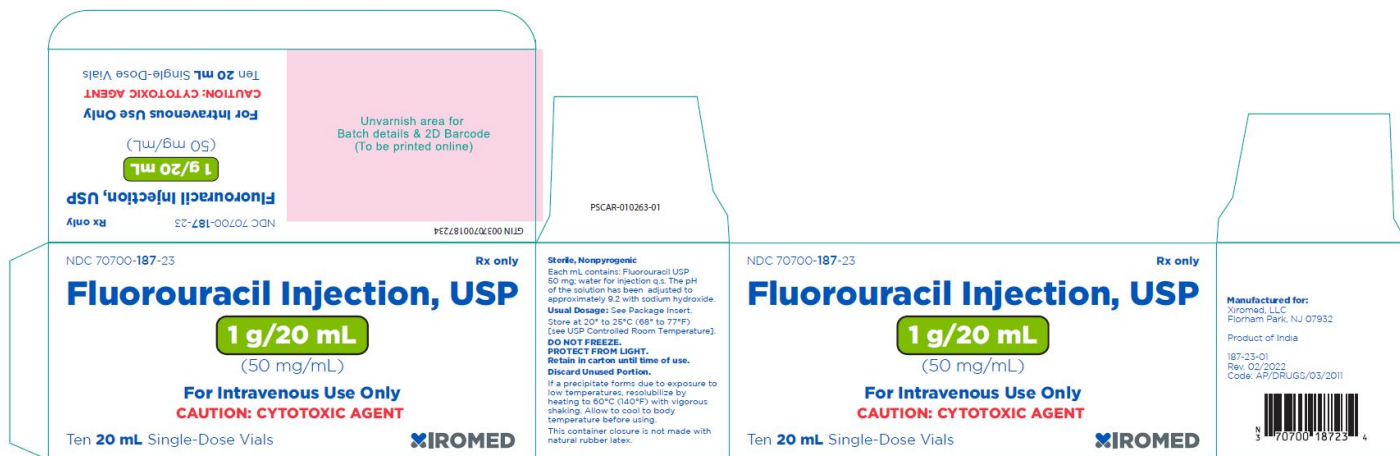 Ten 20 mL Single-Dose Vials
CAUTION: CYTOTOXIC AGENT
For Intravenous Use Only
(50 mg/mL)
1 g/20 mL
Fluorouracil Injection, USP
NDC 70700-187-23 Rx only
Unvarnish area for
Batch details & 2D Barcode
(To be printed online)
GTIN 00370700187234
PSCAR-010263-01
NDC 70700-187-23 Rx only
Fluorouracil Injection, USP
1 g/20 mL
(50 mg/mL)
For Intravenous Use Only
CAUTION: CYTOTOXIC AGENT
Ten 20 mL Single-Dose Vials
XIROMED
Sterile, Nonpyrogenic
Each mL contains: Fluorouracil USP
50 mg; water for injection q.s. The pH
of the solution has been adjusted to
approximately 9.2 with sodium hydroxide.
Usual Dosage: See Package Insert.
Store at 20° to 25°C (68° to 77°F)
[see USP Controlled Room Temperature].
DO NOT FREEZE.
PROTECT FROM LIGHT.
Retain in carton until time of use.
Discard Unused Portion.
If a precipitate forms due to exposure to
low temperatures, resolubilize by
heating to 60°C (140°F) with vigorous
shaking. Allow to cool to body
temperature before using.
This container closure is not made with
natural rubber latex.
NDC 70700-187-23 Rx only
Fluorouracil Injection, USP
1 g/20 mL
(50 mg/mL)
For Intravenous Use Only
CAUTION: CYTOTOXIC AGENT
Ten 20 mL Single-Dose Vials
XIROMED
Manufactured for:
Xiromed, LLC
Florham Park, NJ 07932
Product of India
187-23-01
Rev. 02/2022
Code: AP/DRUGS/03/2011
N
3 70700 18723 4